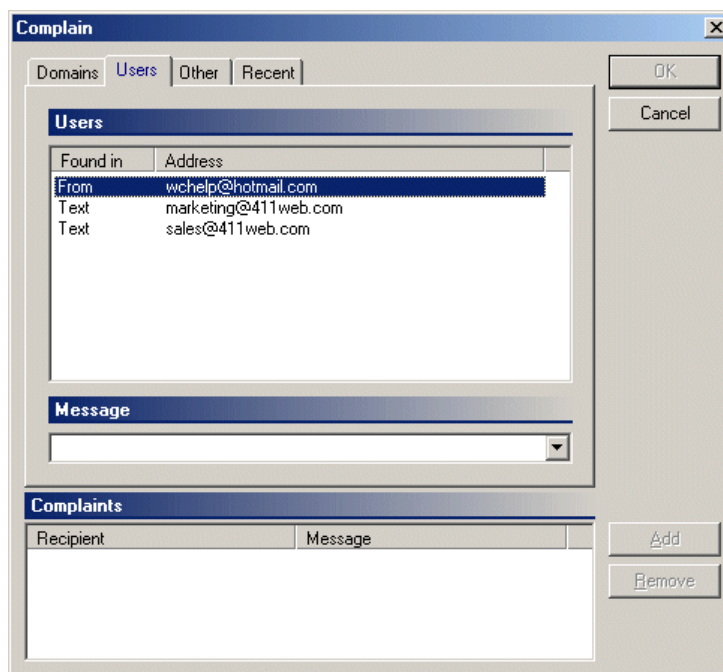 Complain
Domains Users Other Recent
OK
Cancel
Users
Found in Address
From wchelp@hotmail.com
Text marketing@411web.com
Text sales@411web.com
Message
Complaints
Recipient Message
Add
Remove